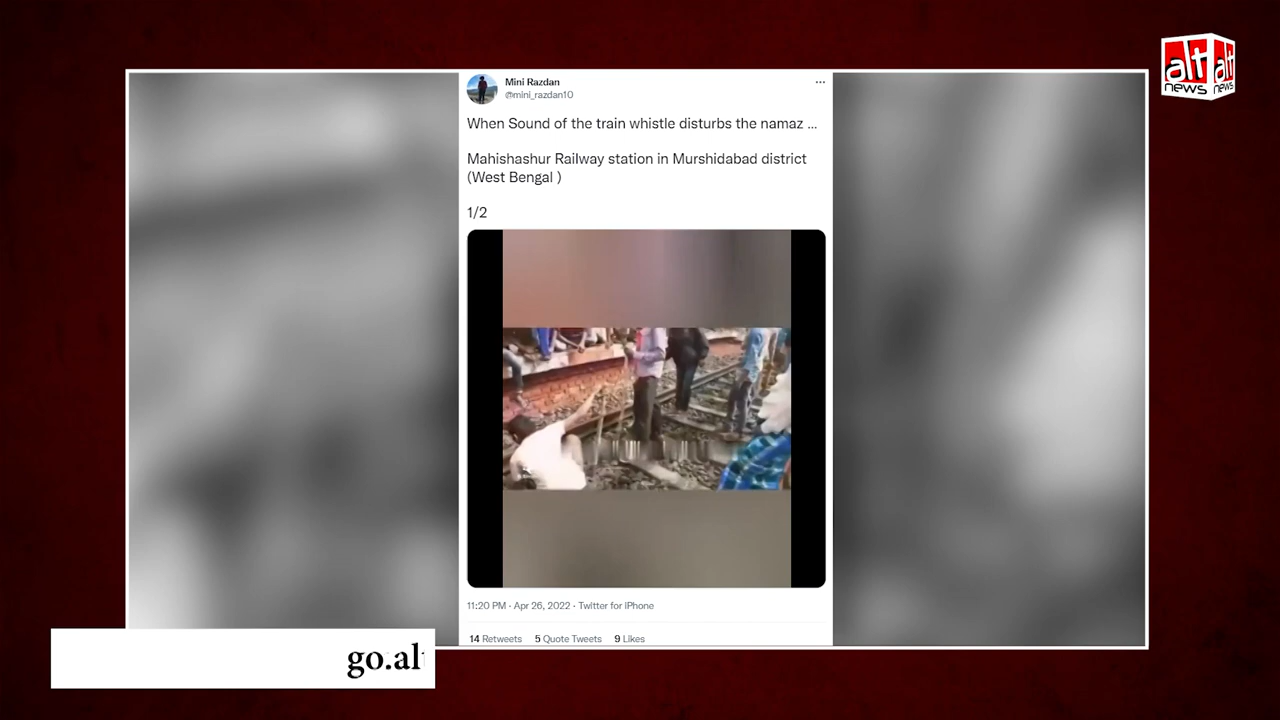 alt alt
news news
Mini Razdan
@mini_razdan10
When Sound of the train whistle disturbs the namaz ...
Mahishashur Railway station in Murshidabad district
(West Bengal )
1/2
11:20 PM · Apr 26, 2022 · Twitter for iPhone
14 Retweets 5 Quote Tweets 9 Likes
go.al